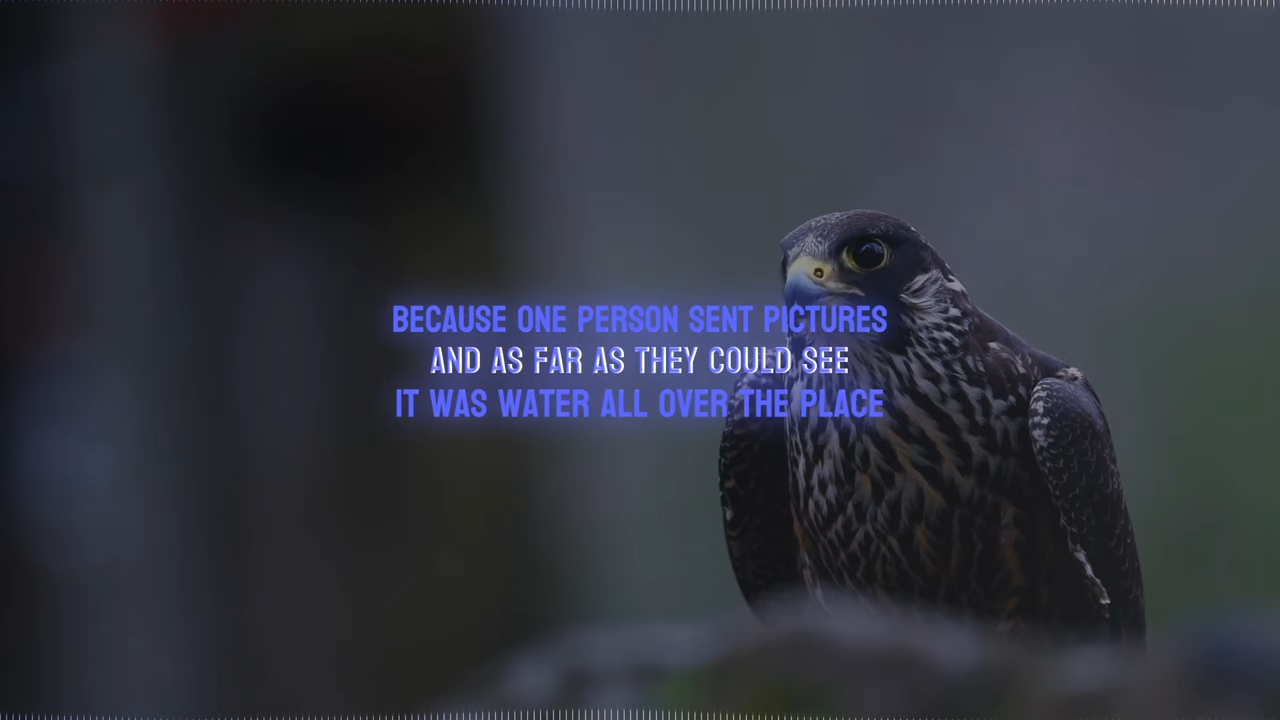 BECAUSE ONE PERSON SENT PICTURES
AND AS FAR AS THEY COULD SEE
IT WAS WATER ALL OVER THE PLACE